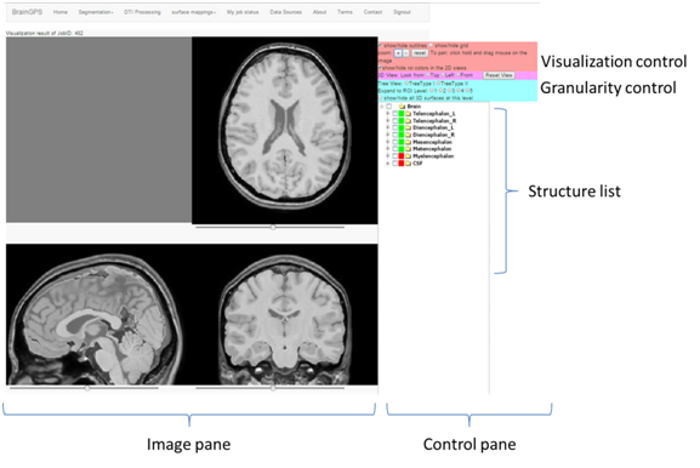 BrainGPS Home Segmentation DTI Processing surface mappings My job status Data Sources About Terms Contact Signout
Visualization result of JobID: 482
show/hide outlines show/hide grid
zoom: + - reset To pan: click hold and drag mouse on the
image
show/hide no colors in the 2D views
3D View: Look from: Top Left Front Reset View
Tree View: TreeType I TreeType II
Expand to ROI Level: 1 2 3 4 5
show/hide all 3D surfaces at this level
Brain
Telencephalon_L
Telencephalon_R
Diencephalon_L
Diencephalon_R
Mesencephalon
Metencephalon
Myelencephalon
CSF
Visualization control
Granularity control
Structure list
Image pane
Control pane